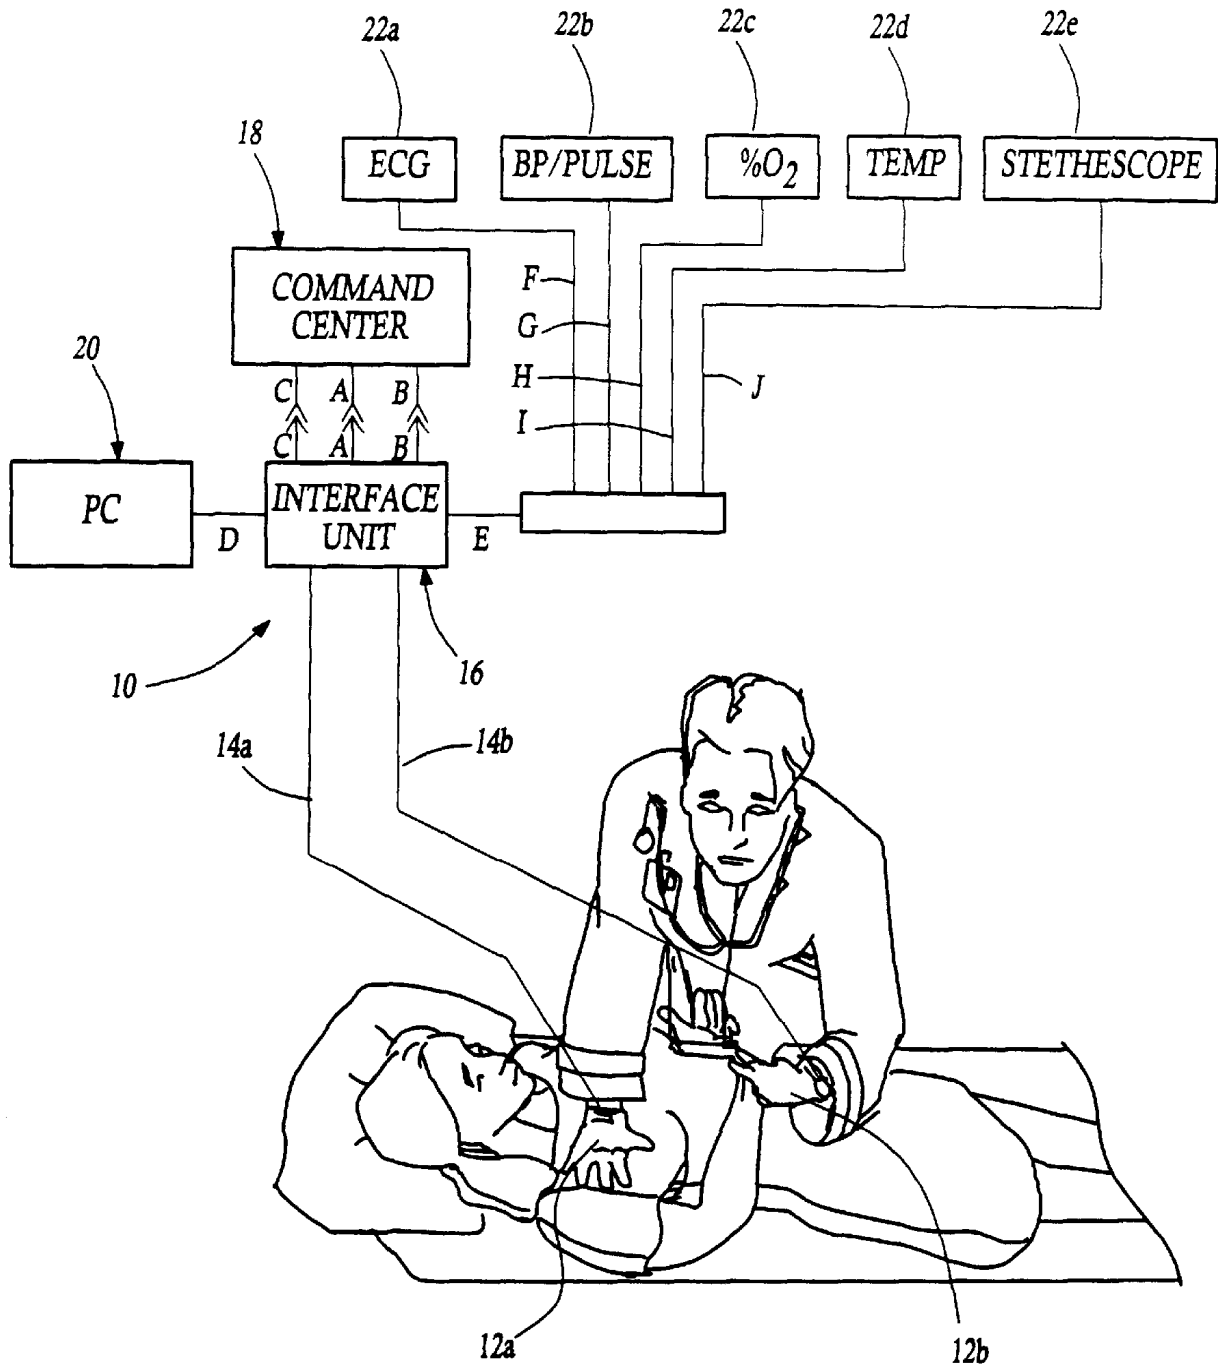 22a 22b 22c 22d 22e
18
ECG BP/PULSE %O2 TEMP STETHESCOPE
COMMAND
CENTER
F
G
20
H J
C A B
I
C A B
PC
INTERFACE
UNIT
D E
10
16
14a 14b
12a 12b